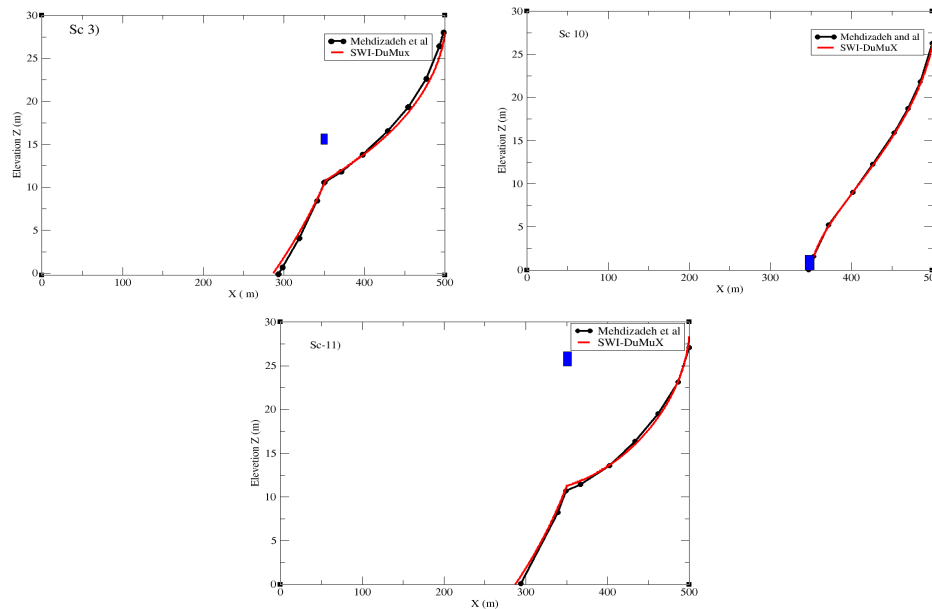 Sc 3)
Mehdizadeh et al
SWI-DuMux
Elevation Z (m)
30
25
20
15
10
5
0
0
100
200
300
400
500
X ( m)
Sc 10)
Mehdizadeh and al
SWI-DuMuX
Elevation Z (m)
30
25
20
15
10
5
0
0
100
200
300
400
500
X (m)
Sc-11)
Mehdizadeh et al
SWI-DuMuX
Elevetion Z (m)
30
25
20
15
10
5
0
0
100
200
300
400
500
X (m)